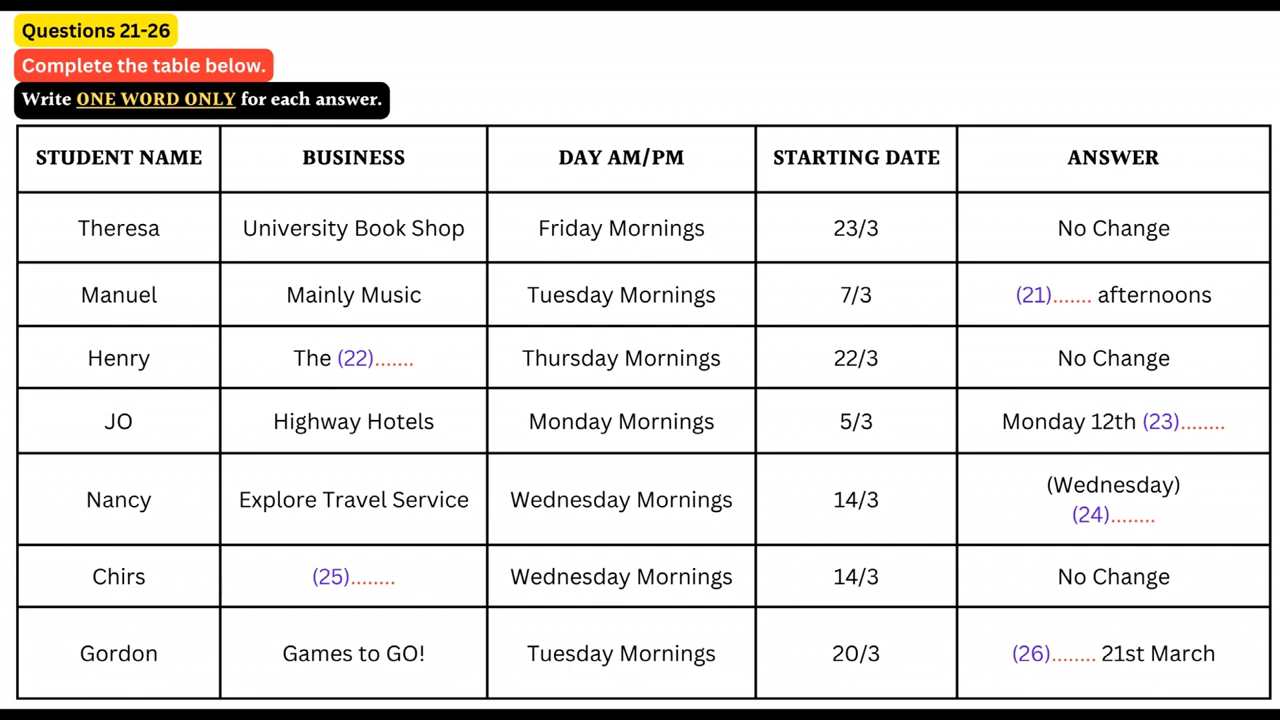 Questions 21-26
Complete the table below.
Write ONE WORD ONLY for each answer.
STUDENT NAME BUSINESS DAY AM/PM STARTING DATE ANSWER
Theresa University Book Shop Friday Mornings 23/3 No Change
Manuel Mainly Music Tuesday Mornings 7/3 (21)....... afternoons
Henry The (22)....... Thursday Mornings 22/3 No Change
JO Highway Hotels Monday Mornings 5/3 Monday 12th (23)........
Nancy Explore Travel Service Wednesday Mornings 14/3 (Wednesday)
(24)........
Chirs (25)........ Wednesday Mornings 14/3 No Change
Gordon Games to GO! Tuesday Mornings 20/3 (26)........ 21st March